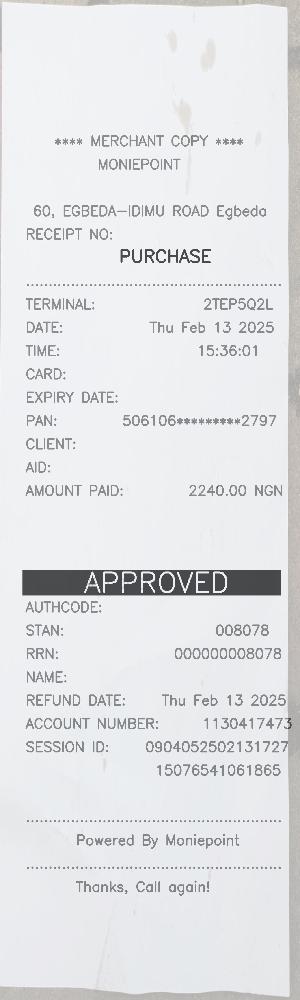 **** MERCHANT COPY ****
MONIEPOINT
60, EGBEDA-IDIMU ROAD Egbeda
RECEIPT NO:
PURCHASE
TERMINAL: 2TEP5Q2L
DATE: Thu Feb 13 2025
TIME: 15:36:01
CARD:
EXPIRY DATE:
PAN: 506106*********2797
CLIENT:
AID:
AMOUNT PAID: 2240.00 NGN
APPROVED
AUTHCODE:
STAN: 008078
RRN: 000000008078
NAME:
REFUND DATE: Thu Feb 13 2025
ACCOUNT NUMBER: 1130417473
SESSION ID: 0904052502131727
15076541061865
Powered By Moniepoint
Thanks, Call again!